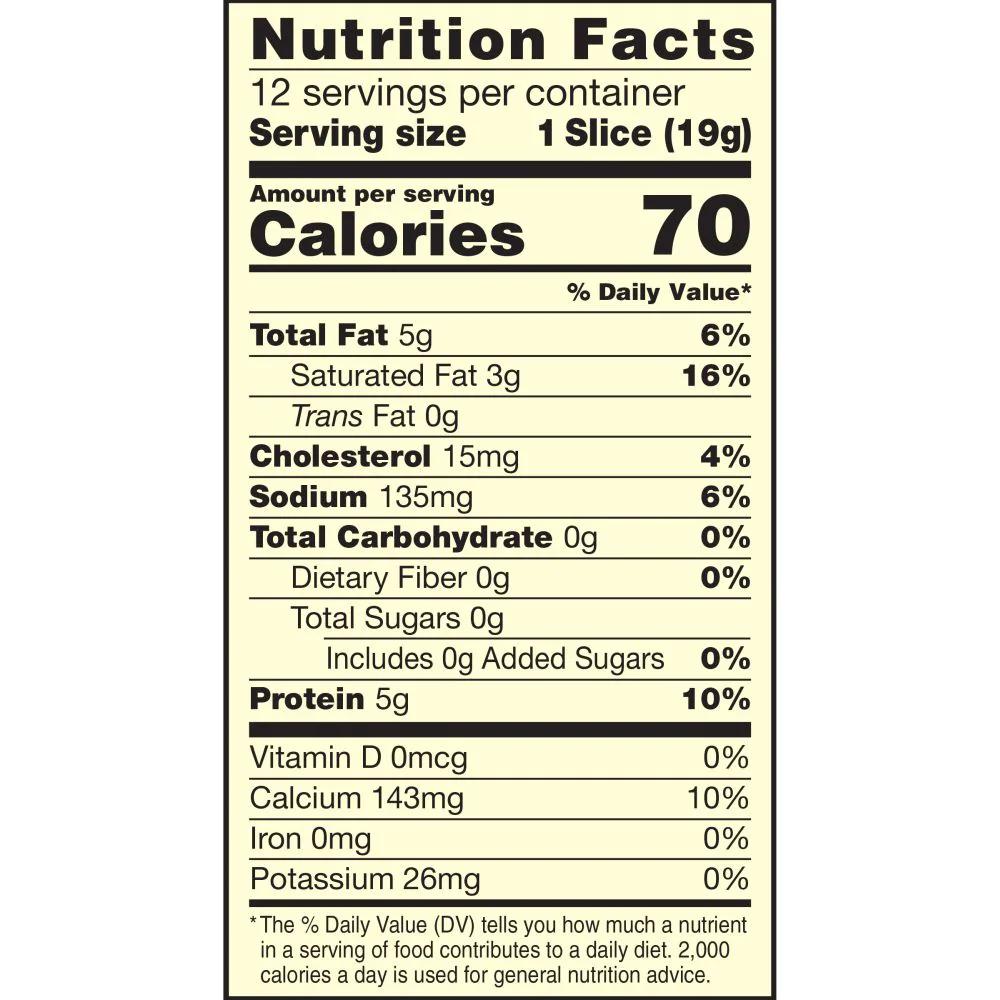 Nutrition Facts
12 servings per container
Serving size 1 Slice (19g)
Amount per serving
Calories 70
% Daily Value*
Total Fat 5g 6%
Saturated Fat 3g 16%
Trans Fat 0g
Cholesterol 15mg 4%
Sodium 135mg 6%
Total Carbohydrate 0g 0%
Dietary Fiber 0g 0%
Total Sugars 0g
Includes 0g Added Sugars 0%
Protein 5g 10%
Vitamin D 0mcg 0%
Calcium 143mg 10%
Iron 0mg 0%
Potassium 26mg 0%
*The % Daily Value (DV) tells you how much a nutrient
in a serving of food contributes to a daily diet. 2,000
calories a day is used for general nutrition advice.